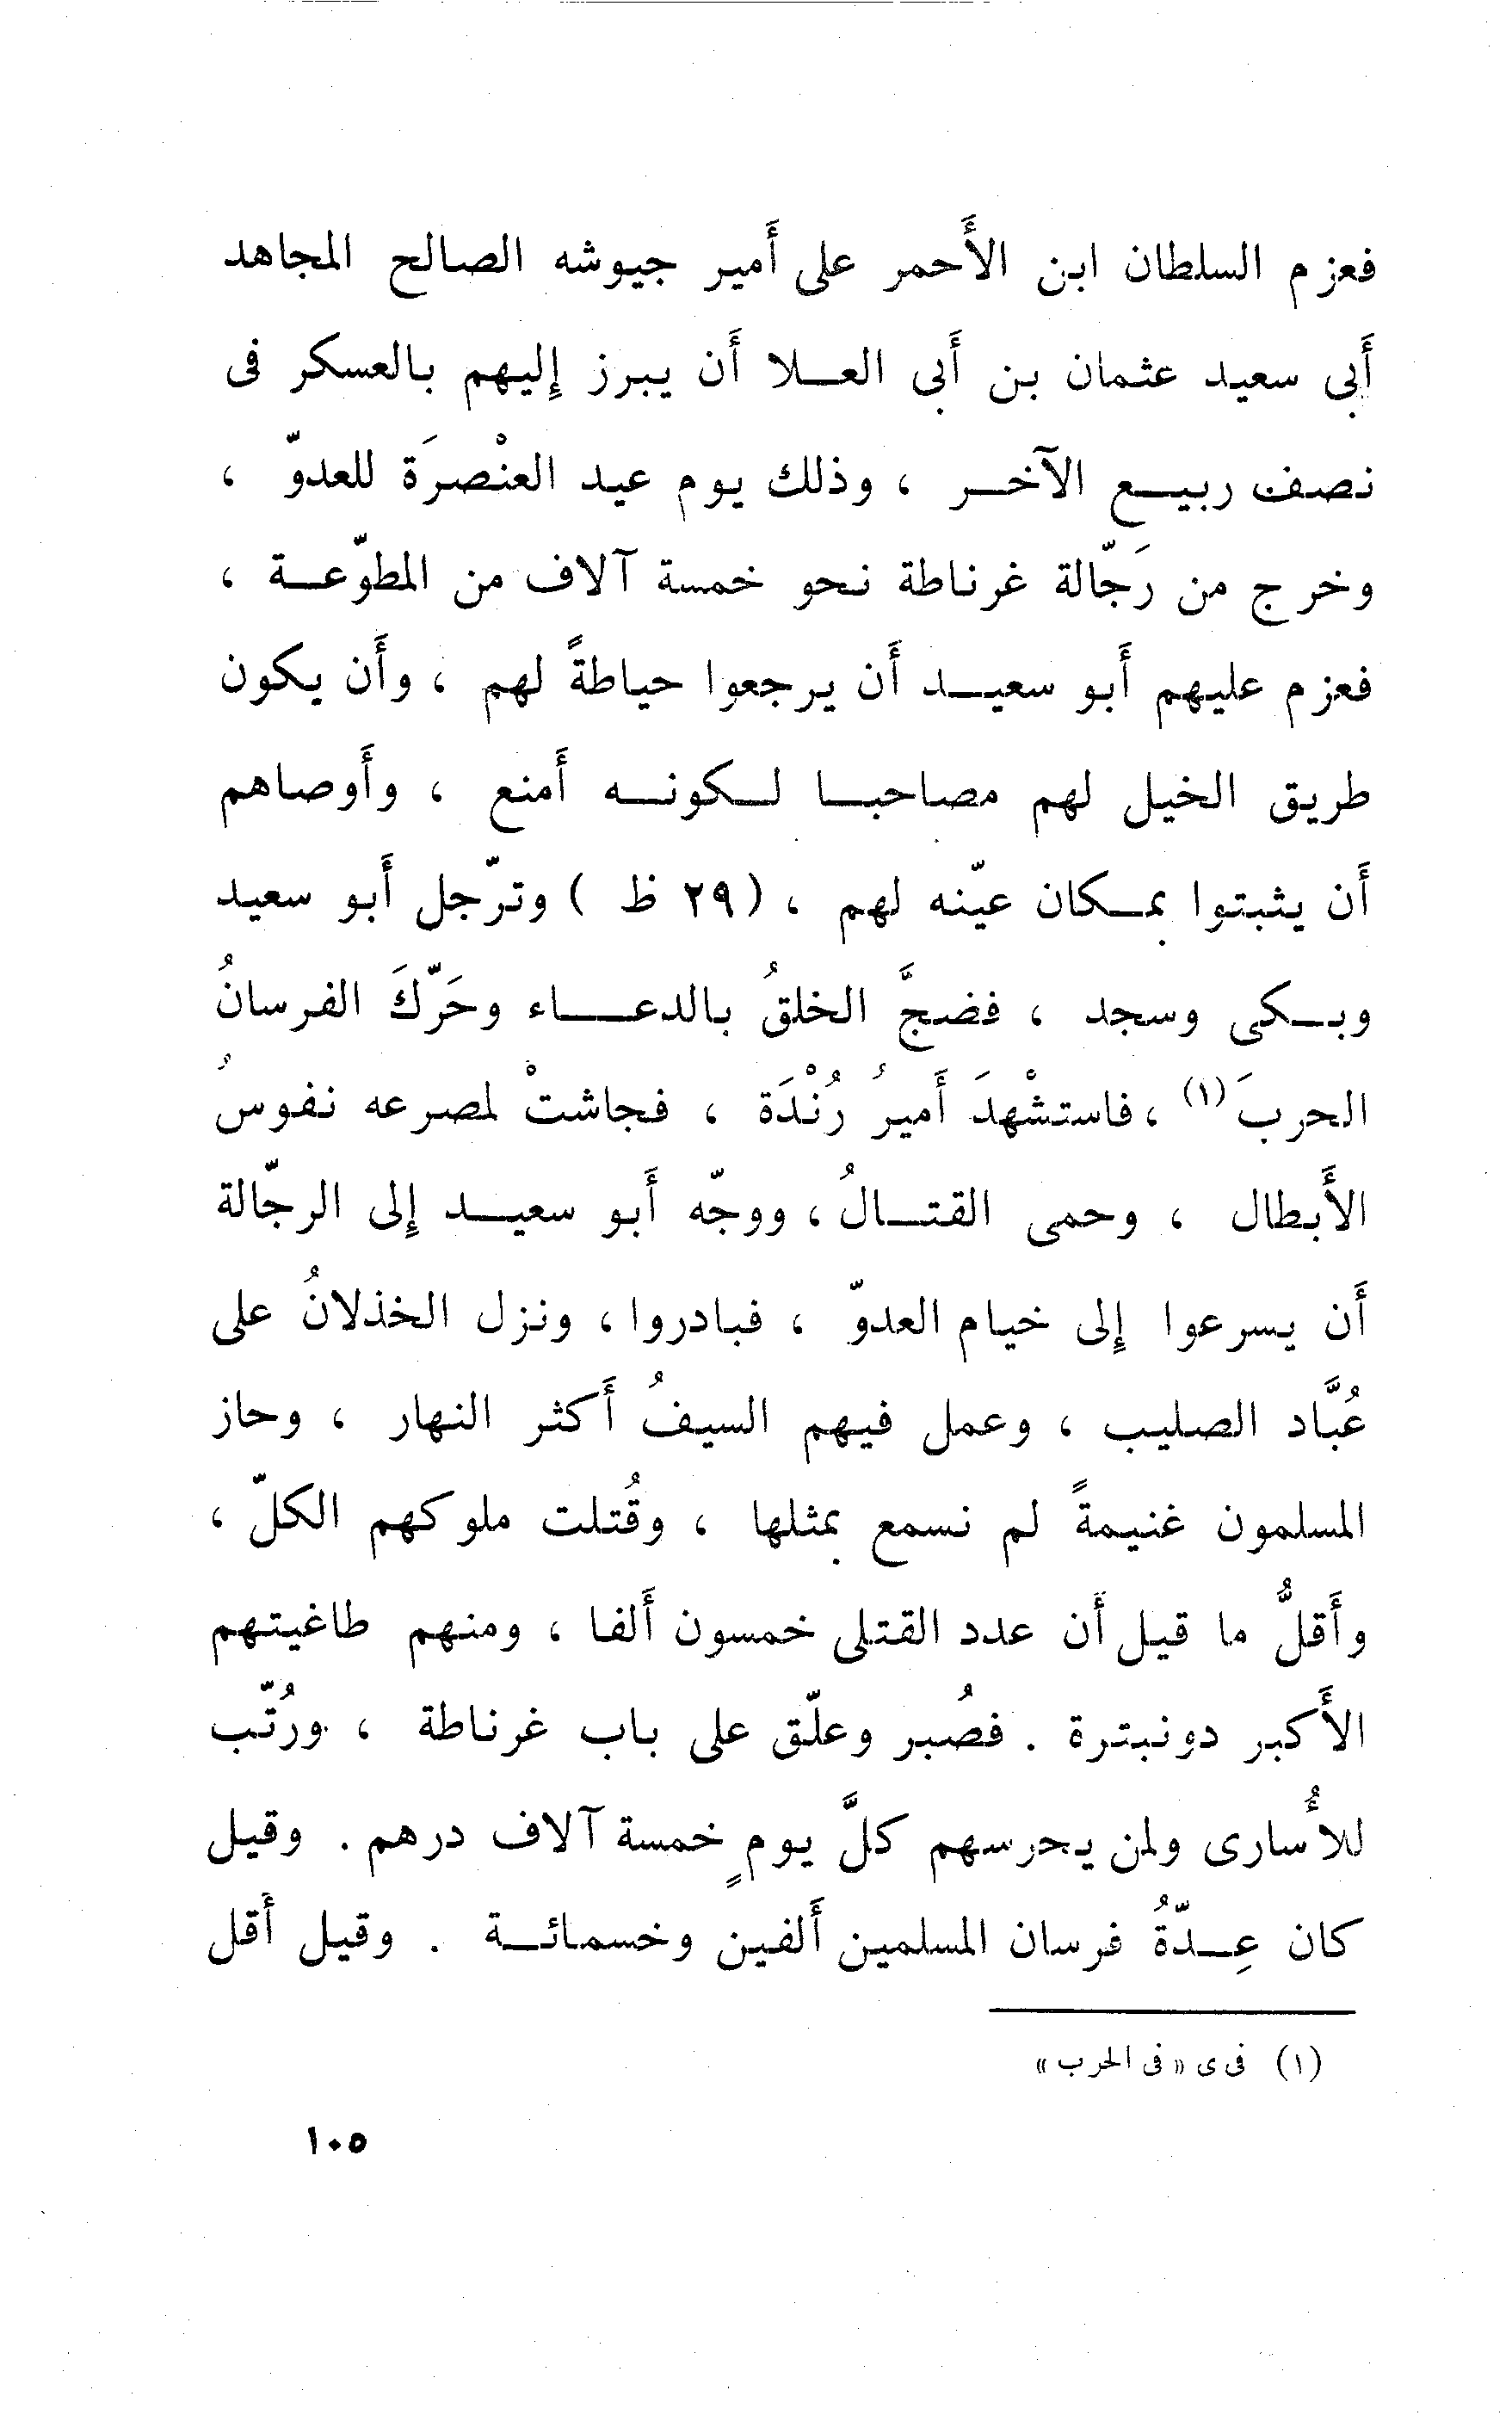 فعزم السلطان ابن الأَحمر على أَمير جيوشه الصالح المجاهد
أَبى سعيد عثمان بن أَبى العلا أَن يبرز إِليهم بالعسكر فى
نصف ربيع الآخر ، وذلك يوم عيد العنْصرَة للعدوّ ،
وخرج من رَجّالة غرناطة نحو خمسة آلاف من المطوّعة ،
فعزم عليهم أَبو سعيد أَن يرجعوا حياطةً لهم ، وأَن يكون
طريق الخيل لهم مصاحبا لكونه أَمنع ، وأَوصاهم
أَن يثبتوا بمكان عيّنه لهم ، (٢٩ ظ ) وترّجل أَبو سعيد
وبكى وسجد ، فضجَّ الخلقُ بالدعاء وحَرّكَ الفرسانُ
الحربَ (١) ، فاستشْهدَ أَميرُ رُنْدَة ، فجاشتْ لمصرعه نفوسُ
الأَبطال ، وحمى القتالُ ، ووجّه أَبو سعيد إِلى الرجّالة
أَن يسرعوا إِلى خيام العدوّ ، فبادروا ، ونزل الخذلانُ على
عُبَّاد الصليب ، وعمل فيهم السيفُ أَكثر النهار ، وحاز
المسلمون غنيمةً لم نسمع بمثلها ، وقُتلت ملوكهم الكلّ ،
وأَقلُّ ما قيل أَن عدد القتلى خمسون أَلفا ، ومنهم طاغيتهم
الأَكبر دونبترة . فصُبر وعلّق على باب غرناطة ، ورُتّب
للأُسارى ولمن يحرسهم كلَّ يومٍ خمسة آلاف درهم . وقيل
كان عِدّةُ فرسان المسلمين أَلفين وخسمائة . وقيل أَقل
(١) فى ى « فى الحرب »
١٠٥